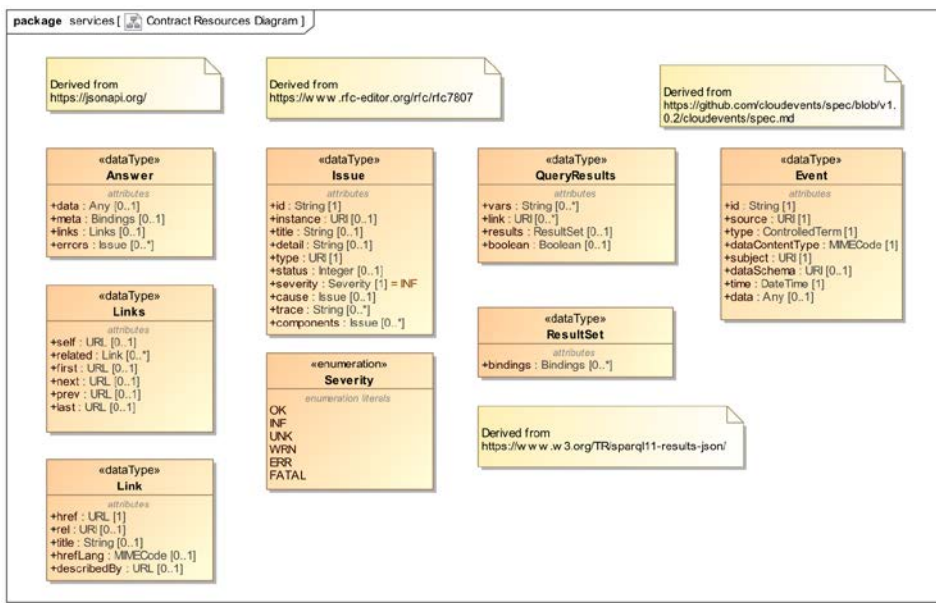 package services [ Contract Resources Diagram ]
Derived from
https://jsonapi.org/
Derived from
https://www.rfc-editor.org/rfc/rfc7807
Derived from
https://github.com/cloudevents/spec/blob/v1.
0.2/cloudevents/spec.md
«dataType»
Answer
attributes
+data : Any [0..1]
+meta : Bindings [0..1]
+links : Links [0..1]
+errors : Issue [0..*]
«dataType»
Links
attributes
+self : URL [0..1]
+related : Link [0..*]
+first : URL [0..1]
+next : URL [0..1]
+prev : URL [0..1]
+last : URL [0..1]
«dataType»
Link
attributes
+href : URL [1]
+rel : URI [0..1]
+title : String [0..1]
+hrefLang : MIMECode [0..1]
+describedBy : URL [0..1]
«dataType»
Issue
attributes
+id : String [1]
+instance : URI [0..1]
+title : String [0..1]
+detail : String [0..1]
+type : URI [1]
+status : Integer [0..1]
+severity : Severity [1] = INF
+cause : Issue [0..1]
+trace : String [0..*]
+components : Issue [0..*]
«enumeration»
Severity
enumeration literals
OK
INF
UNK
WRN
ERR
FATAL
«dataType»
QueryResults
attributes
+vars : String [0..*]
+link : URI [0..*]
+results : ResultSet [0..1]
+boolean : Boolean [0..1]
«dataType»
ResultSet
attributes
+bindings : Bindings [0..*]
Derived from
https://www.w3.org/TR/sparql11-results-json/
«dataType»
Event
attributes
+id : String [1]
+source : URI [1]
+type : ControlledTerm [1]
+dataContentType : MIMECode [1]
+subject : URI [1]
+dataSchema : URI [0..1]
+time : DateTime [1]
+data : Any [0..1]